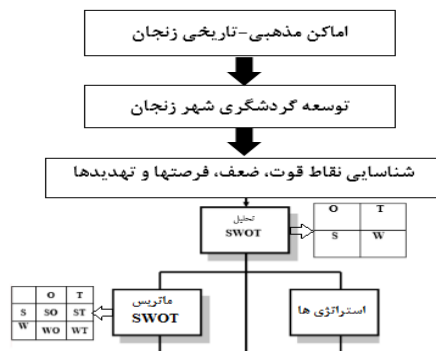 اماکن مذهبی-تاریخی زنجان
توسعه گردشگری شهر زنجان
شناسایی نقاط قوت، ضعف، فرصتها و تهدیدها
تحلیل
SWOT
O T
S W
ماتریس
SWOT
O T
S SO ST
W WO WT
استراتژی ها